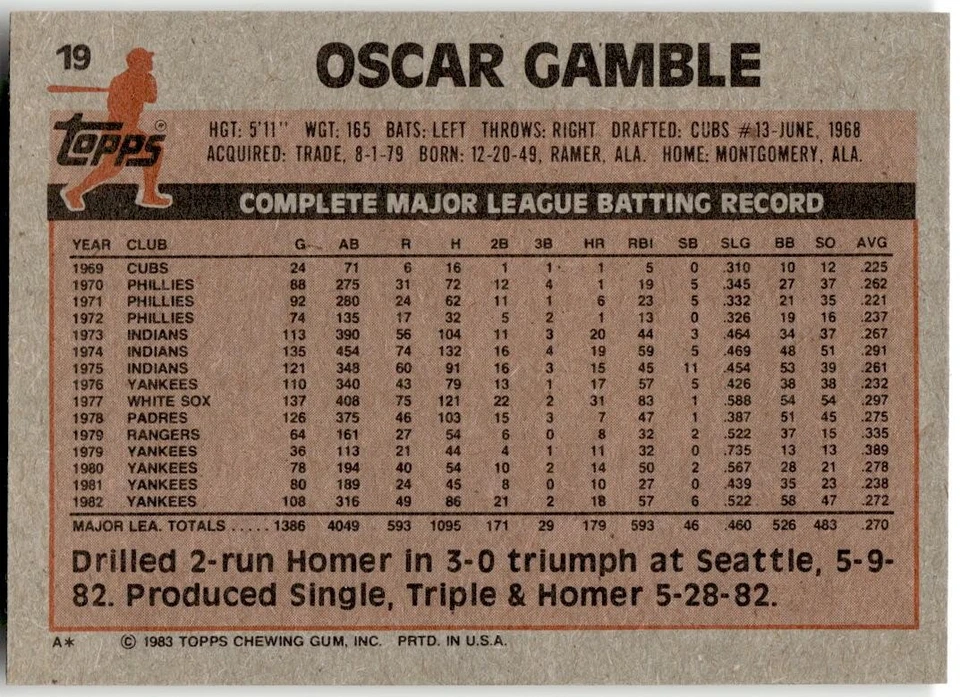 19
OSCAR GAMBLE
topps®
HGT: 5'11" WGT: 165 BATS: LEFT THROWS: RIGHT DRAFTED: CUBS #13-JUNE, 1968
ACQUIRED: TRADE, 8-1-79 BORN: 12-20-49, RAMER, ALA. HOME: MONTGOMERY, ALA.
COMPLETE MAJOR LEAGUE BATTING RECORD
YEAR CLUB G AB R H 2B 3B HR RBI SB SLG BB SO AVG
1969 CUBS 24 71 6 16 1 1 1 5 0 .310 10 12 .225
1970 PHILLIES 88 275 31 72 12 4 1 19 5 .345 27 37 .262
1971 PHILLIES 92 280 24 62 11 1 6 23 5 .332 21 35 .221
1972 PHILLIES 74 135 17 32 5 2 1 13 0 .326 19 16 .237
1973 INDIANS 113 390 56 104 11 3 20 44 3 .464 34 37 .267
1974 INDIANS 135 454 74 132 16 4 19 59 5 .469 48 51 .291
1975 INDIANS 121 348 60 91 16 3 15 45 11 .454 53 39 .261
1976 YANKEES 110 340 43 79 13 1 17 57 5 .426 38 38 .232
1977 WHITE SOX 137 408 75 121 22 2 31 83 1 .588 54 54 .297
1978 PADRES 126 375 46 103 15 3 7 47 1 .387 51 45 .275
1979 RANGERS 64 161 27 54 6 0 8 32 2 .522 37 15 .335
1979 YANKEES 36 113 21 44 4 1 11 32 0 .735 13 13 .389
1980 YANKEES 78 194 40 54 10 2 14 50 2 .567 28 21 .278
1981 YANKEES 80 189 24 45 8 0 10 27 0 .439 35 23 .238
1982 YANKEES 108 316 49 86 21 2 18 57 6 .522 58 47 .272
MAJOR LEA. TOTALS ..... 1386 4049 593 1095 171 29 179 593 46 .460 526 483 .270
Drilled 2-run Homer in 3-0 triumph at Seattle, 5-9-
82. Produced Single, Triple & Homer 5-28-82.
A* © 1983 TOPPS CHEWING GUM, INC. PRTD. IN U.S.A.